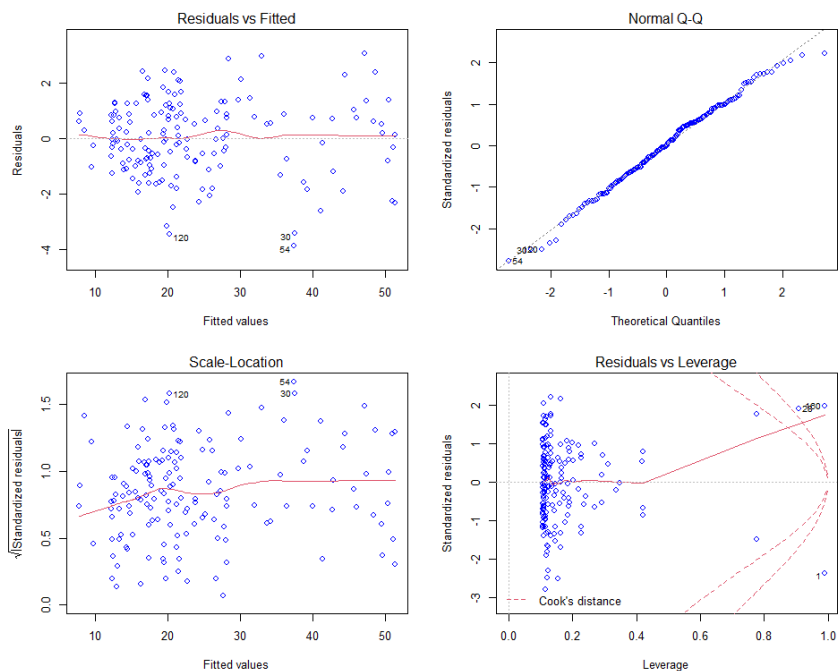 Residuals vs Fitted
Residuals
2
0
-2
-4
120
30
54
10 20 30 40 50
Fitted values
Normal Q-Q
Standardized residuals
2
1
0
-1
-2
30
120
54
-2 -1 0 1 2
Theoretical Quantiles
Scale-Location
√|Standardized residuals|
1.5
1.0
0.5
0.0
54
30
120
10 20 30 40 50
Fitted values
Residuals vs Leverage
Standardized residuals
3
2
1
0
-1
-2
-3
160
1
Cook's distance
0.0 0.2 0.4 0.6 0.8 1.0
Leverage